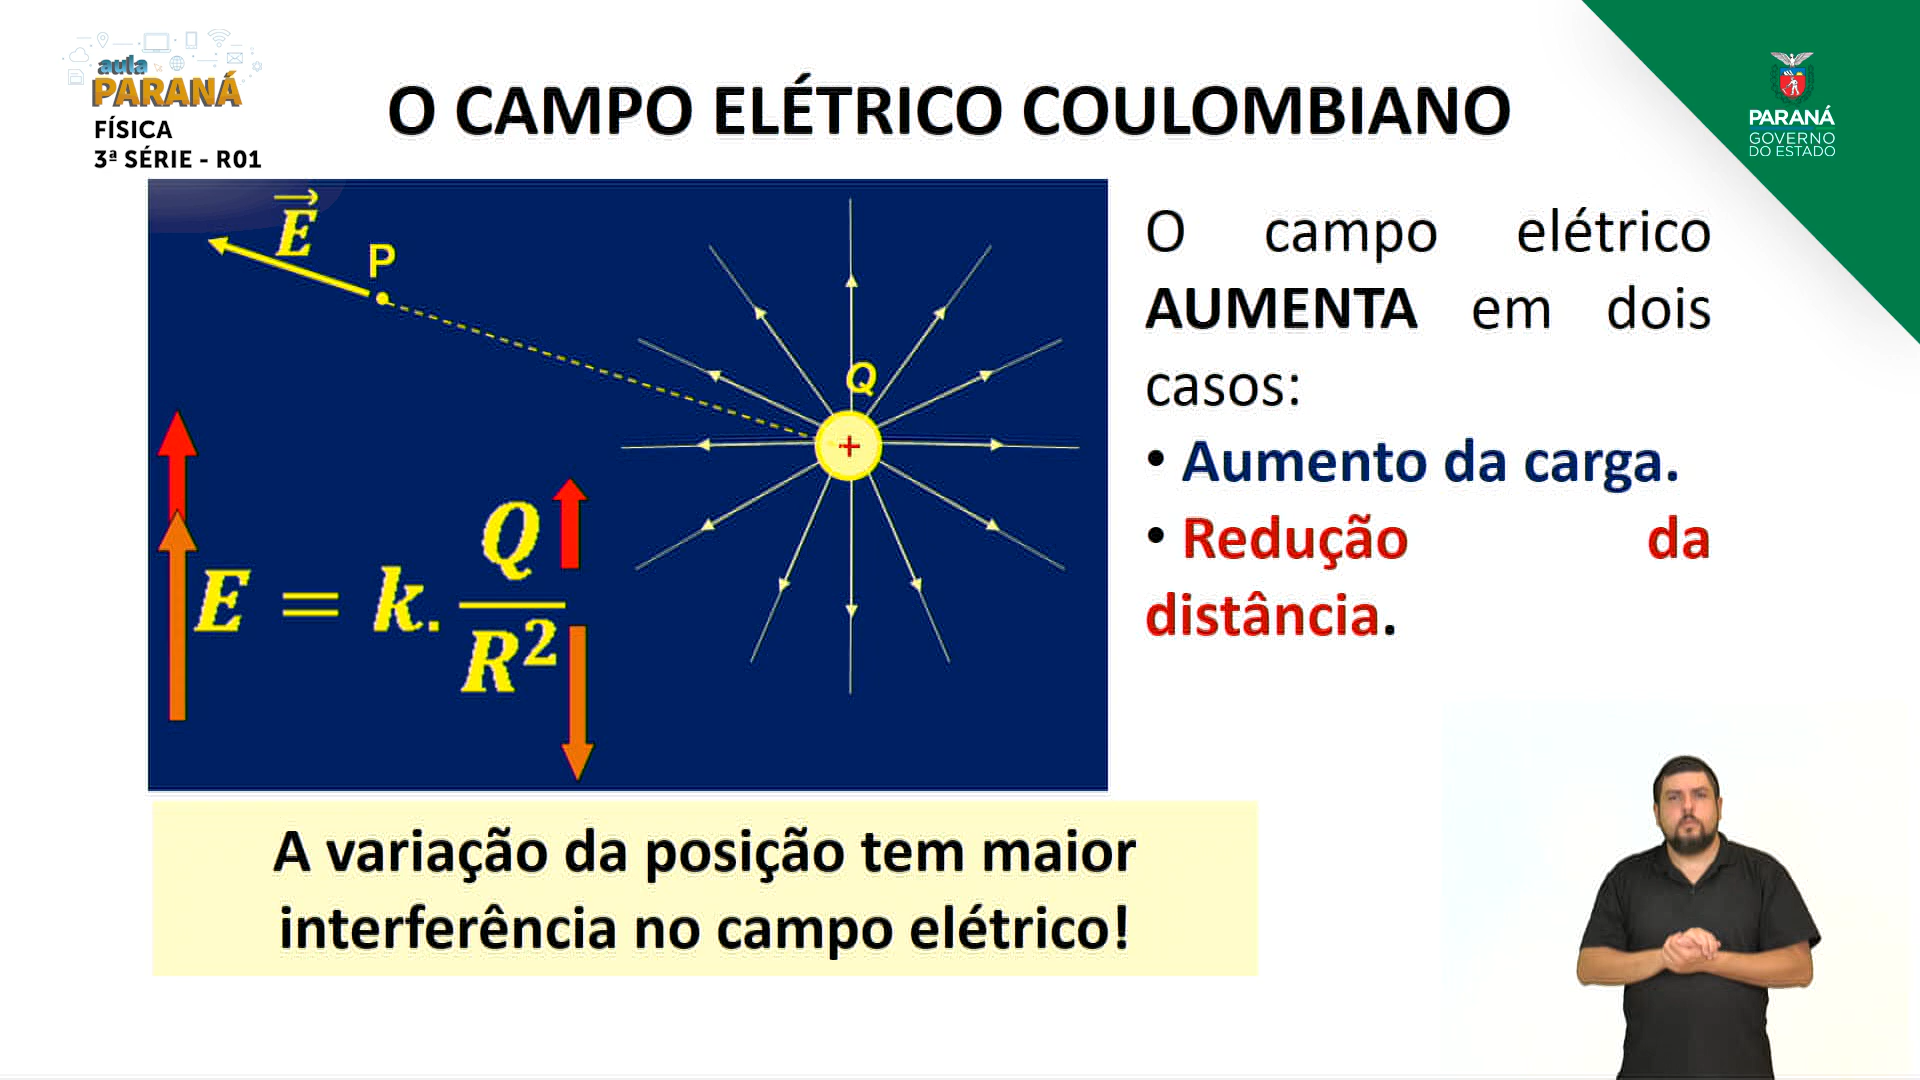 aula
PARANÁ
FÍSICA
3ª SÉRIE - R01
O CAMPO ELÉTRICO COULOMBIANO
PARANÁ
GOVERNO
DO ESTADO
E
P
Q
+
E = k. Q/R²
O campo elétrico
AUMENTA em dois
casos:
• Aumento da carga.
• Redução da
distância.
A variação da posição tem maior
interferência no campo elétrico!